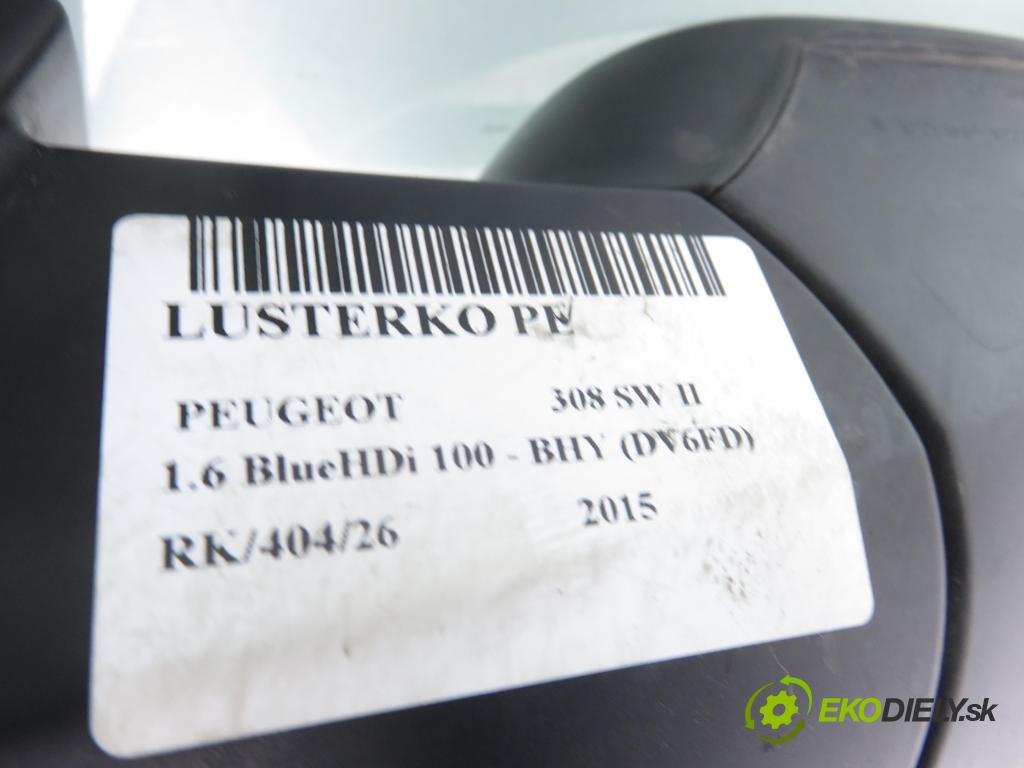 LUSTERKO PE
PEUGEOT 308 SW II
1.6 BlueHDi 100 - BHY (DV6FD)
RK/404/26 2015
EKODIELY.sk